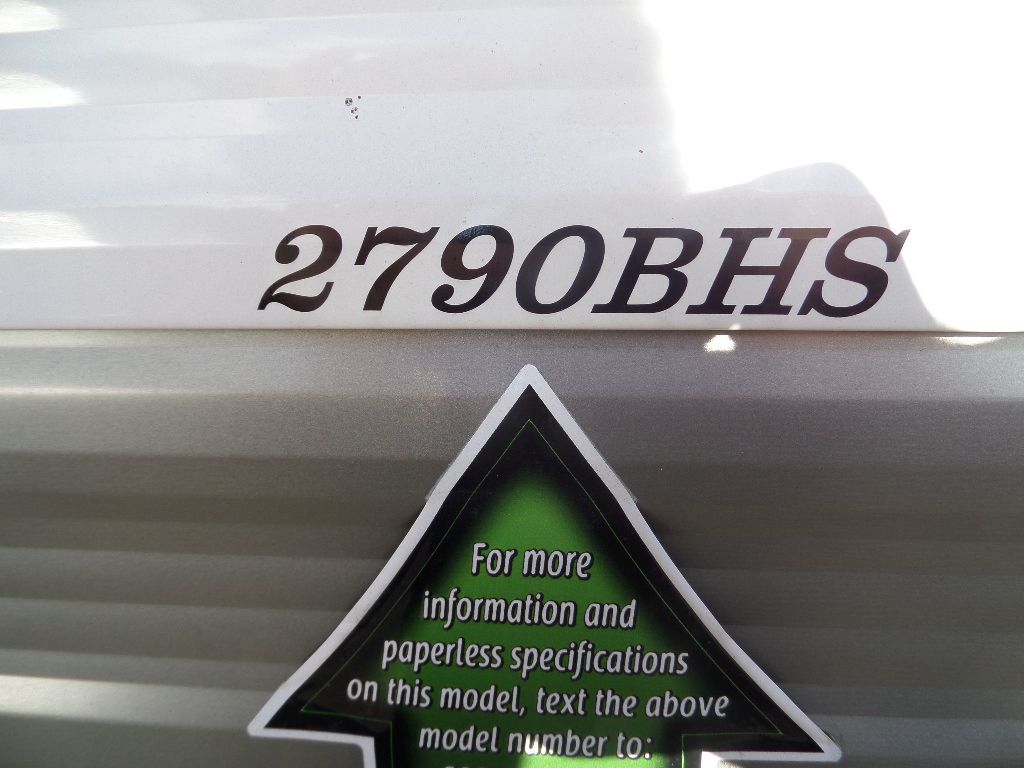 2790BHS
For more
information and
paperless specifications
on this model, text the above
model number to: